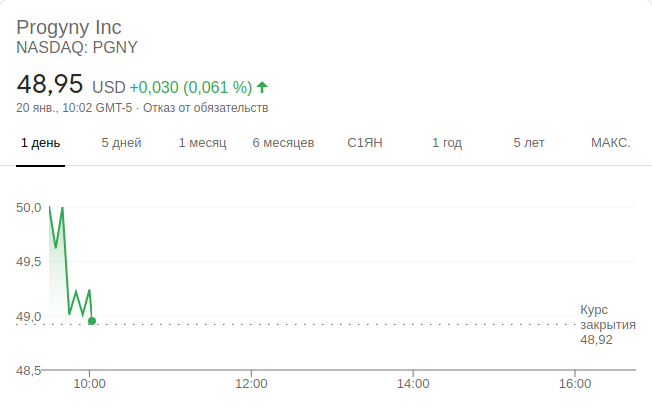 Progyny Inc
NASDAQ: PGNY
48,95 USD +0,030 (0,061 %)
20 янв., 10:02 GMT-5 · Отказ от обязательств
1 день 5 дней 1 месяц 6 месяцев С1ЯН 1 год 5 лет МАКС.
50,0
49,5
49,0
Курс
закрытия
48,92
48,5
10:00 12:00 14:00 16:00